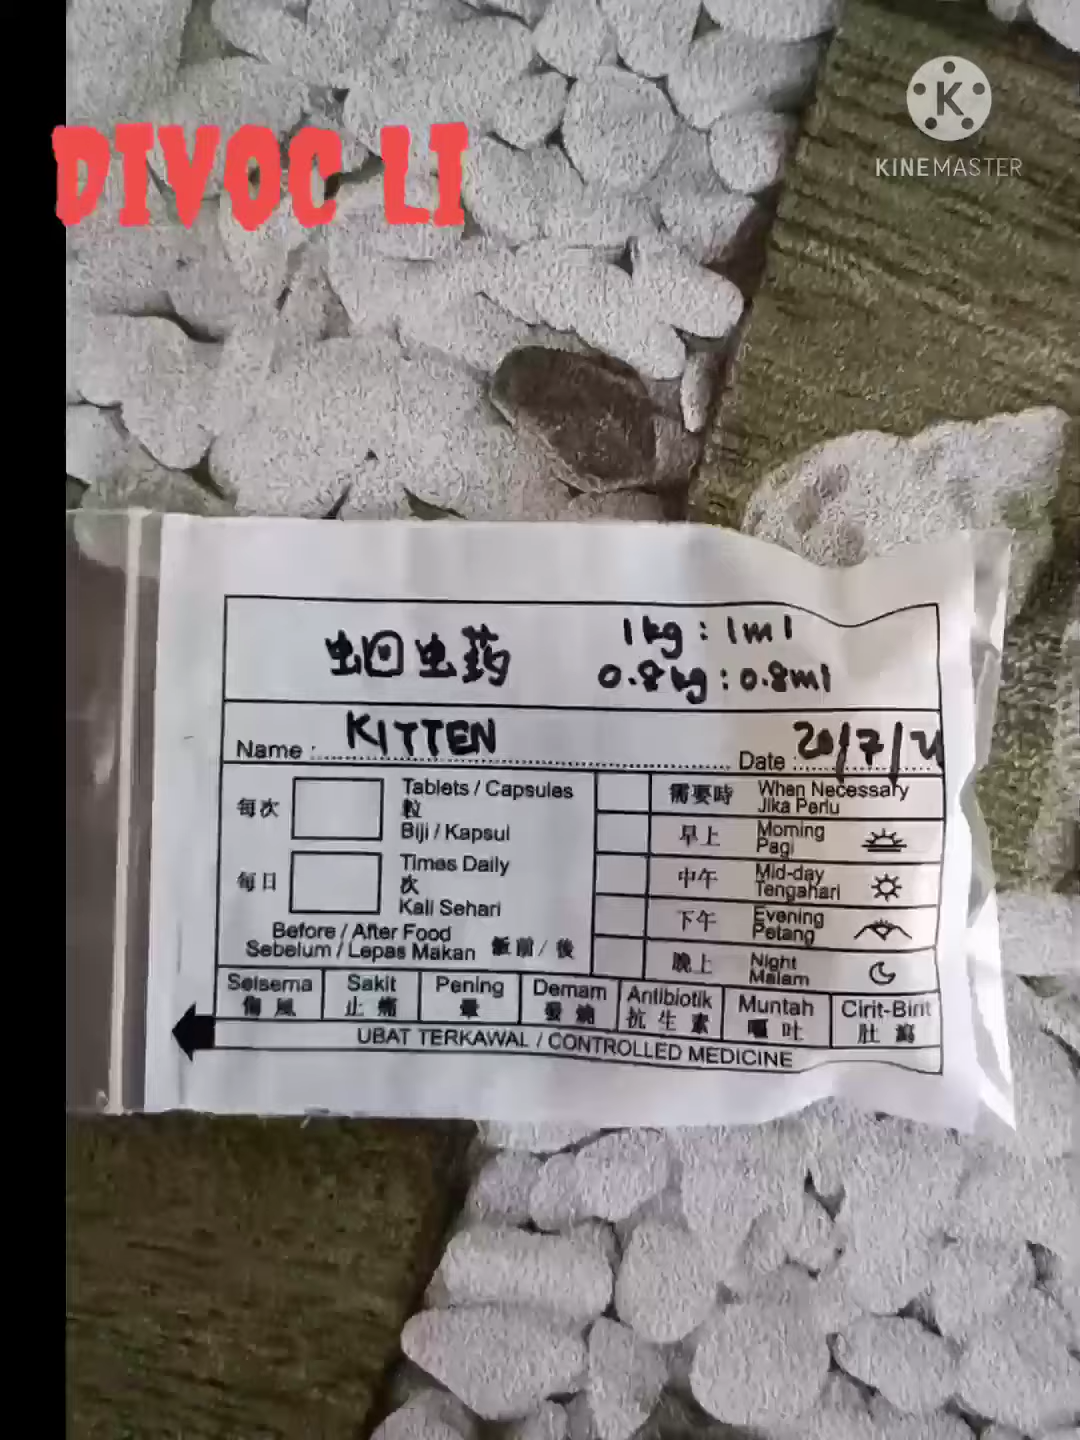 DIVOC LI
KINEMASTER
蛔虫药
1kg : 1ml
0.8kg : 0.8ml
Name : KITTEN
Date : 20/7/21
每次
Tablets / Capsules
粒
Biji / Kapsul
每日
Times Daily
次
Kali Sehari
Before / After Food
Sebelum / Lepas Makan 飯前 / 後
需要時 When Necessary
Jika Perlu
早上 Morning
Pagi
中午 Mid-day
Tengahari
下午 Evening
Petang
晚上 Night
Malam
Selsema Sakit Pening Demam Antibiotik Muntah Cirit-Birit
傷風 止痛 暈 發燒 抗生素 嘔吐 肚瀉
UBAT TERKAWAL / CONTROLLED MEDICINE